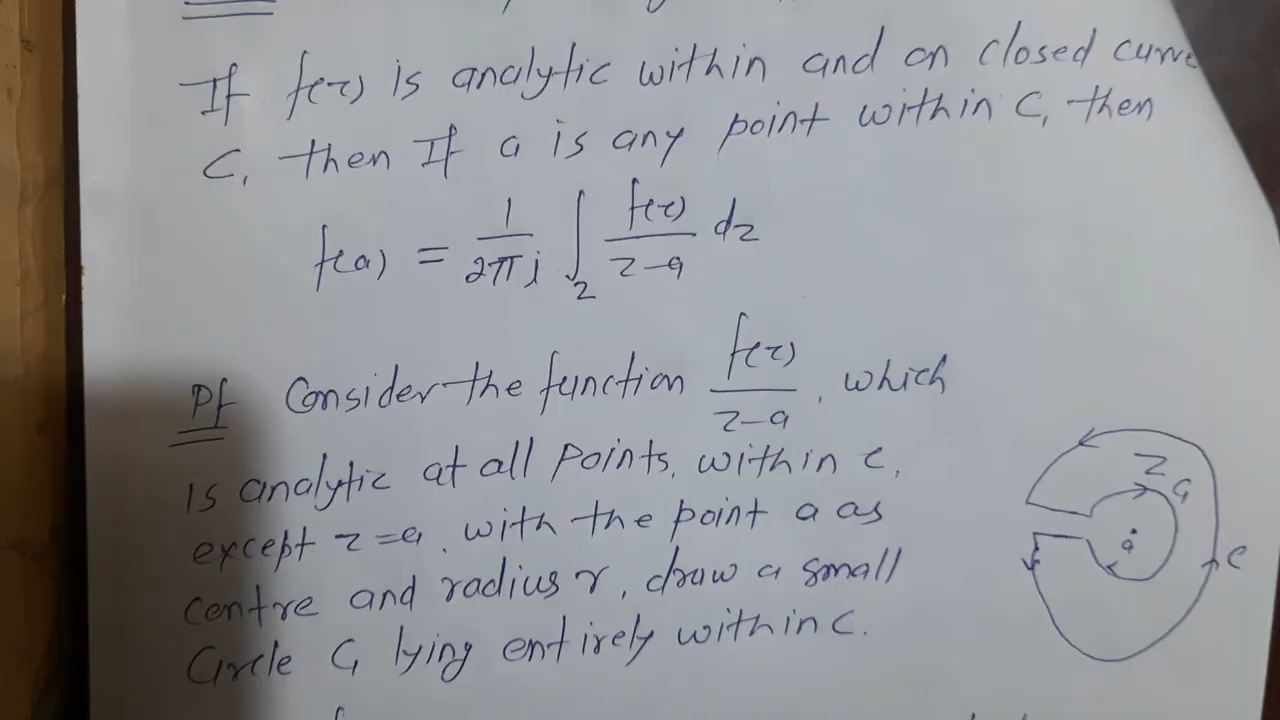 If f(z) is analytic within and on closed curve
C, then If a is any point within C, then
f(a) = 1/2πi ∫₂ f(z)/z-a dz
Pf Consider the function f(z)/z-a, which
is analytic at all points, within c,
except z=a, with the point a as
centre and radius r, draw a small
Circle C₁ lying entirely within c.
Z
C₁
a
C